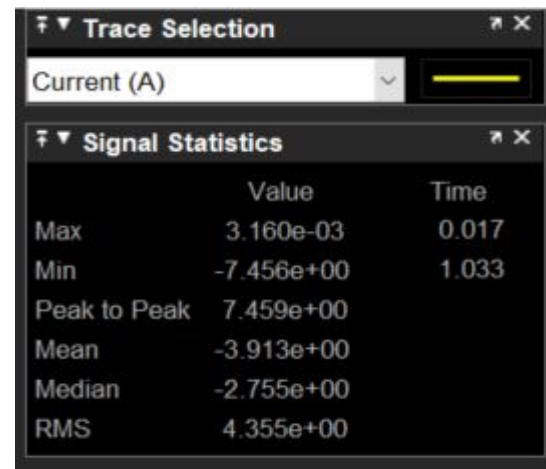 Trace Selection
Current (A)
Signal Statistics
Value Time
Max 3.160e-03 0.017
Min -7.456e+00 1.033
Peak to Peak 7.459e+00
Mean -3.913e+00
Median -2.755e+00
RMS 4.355e+00